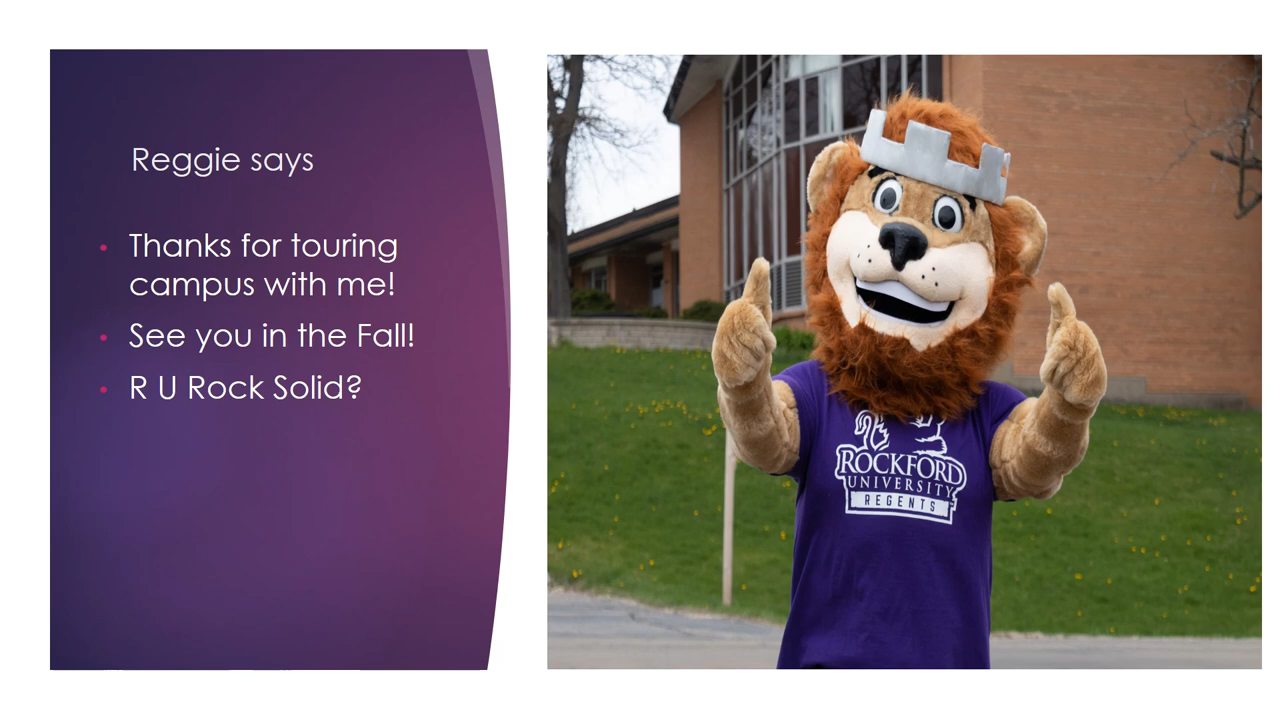 Reggie says
Thanks for touring
campus with me!
See you in the Fall!
R U Rock Solid?
ROCKFORD
UNIVERSITY
REGENTS